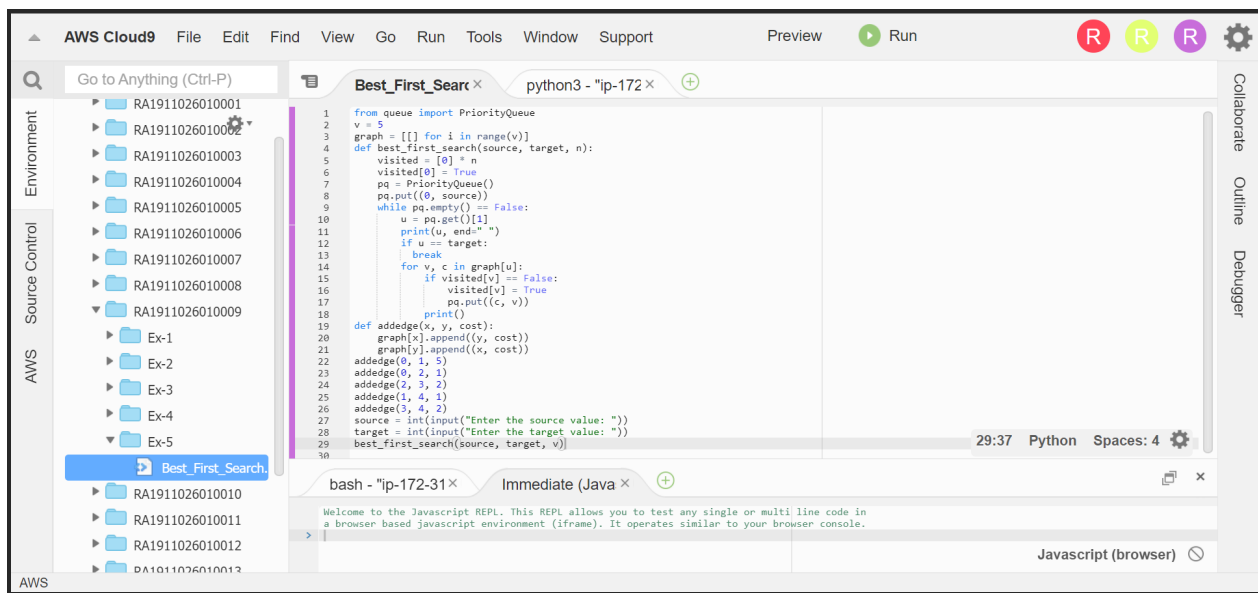 AWS Cloud9 File Edit Find View Go Run Tools Window Support Preview Run R R R
Go to Anything (Ctrl-P)
Environment
Source Control
AWS
RA1911026010001
RA1911026010002
RA1911026010003
RA1911026010004
RA1911026010005
RA1911026010006
RA1911026010007
RA1911026010008
RA1911026010009
Ex-1
Ex-2
Ex-3
Ex-4
Ex-5
Best_First_Search.
RA1911026010010
RA1911026010011
RA1911026010012
RA1911026010013
Best_First_Searc × python3 - "ip-172 ×
1 from queue import PriorityQueue
2 v = 5
3 graph = [[] for i in range(v)]
4 def best_first_search(source, target, n):
5     visited = [0] * n
6     visited[0] = True
7     pq = PriorityQueue()
8     pq.put((0, source))
9     while pq.empty() == False:
10         u = pq.get()[1]
11         print(u, end=" ")
12         if u == target:
13           break
14         for v, c in graph[u]:
15             if visited[v] == False:
16                 visited[v] = True
17                 pq.put((c, v))
18             print()
19 def addedge(x, y, cost):
20     graph[x].append((y, cost))
21     graph[y].append((x, cost))
22 addedge(0, 1, 5)
23 addedge(0, 2, 1)
24 addedge(2, 3, 2)
25 addedge(1, 4, 1)
26 addedge(3, 4, 2)
27 source = int(input("Enter the source value: "))
28 target = int(input("Enter the target value: "))
29 best_first_search(source, target, v)
30
29:37 Python Spaces: 4
bash - "ip-172-31 × Immediate (Java ×
Welcome to the Javascript REPL. This REPL allows you to test any single or multi line code in
a browser based javascript environment (iframe). It operates similar to your browser console.
>
Javascript (browser)
Collaborate
Outline
Debugger
AWS